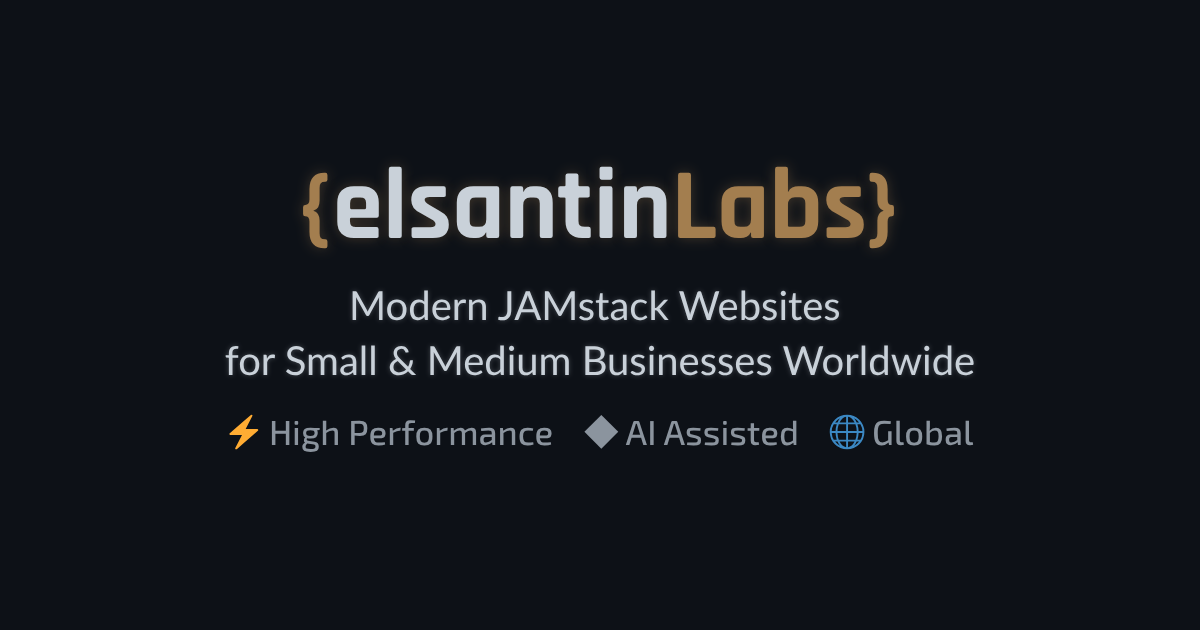 {elsantinLabs}
Modern JAMstack Websites
for Small & Medium Businesses Worldwide
⚡ High Performance ◆ AI Assisted 🌐 Global